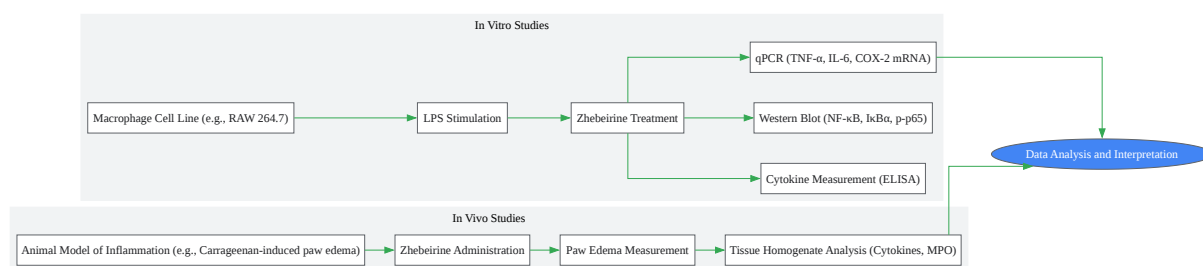 In Vitro Studies
qPCR (TNF-α, IL-6, COX-2 mRNA)
Macrophage Cell Line (e.g., RAW 264.7)
LPS Stimulation
Zhebeirine Treatment
Western Blot (NF-κB, IκBα, p-p65)
Data Analysis and Interpretation
Cytokine Measurement (ELISA)
In Vivo Studies
Animal Model of Inflammation (e.g., Carrageenan-induced paw edema)
Zhebeirine Administration
Paw Edema Measurement
Tissue Homogenate Analysis (Cytokines, MPO)